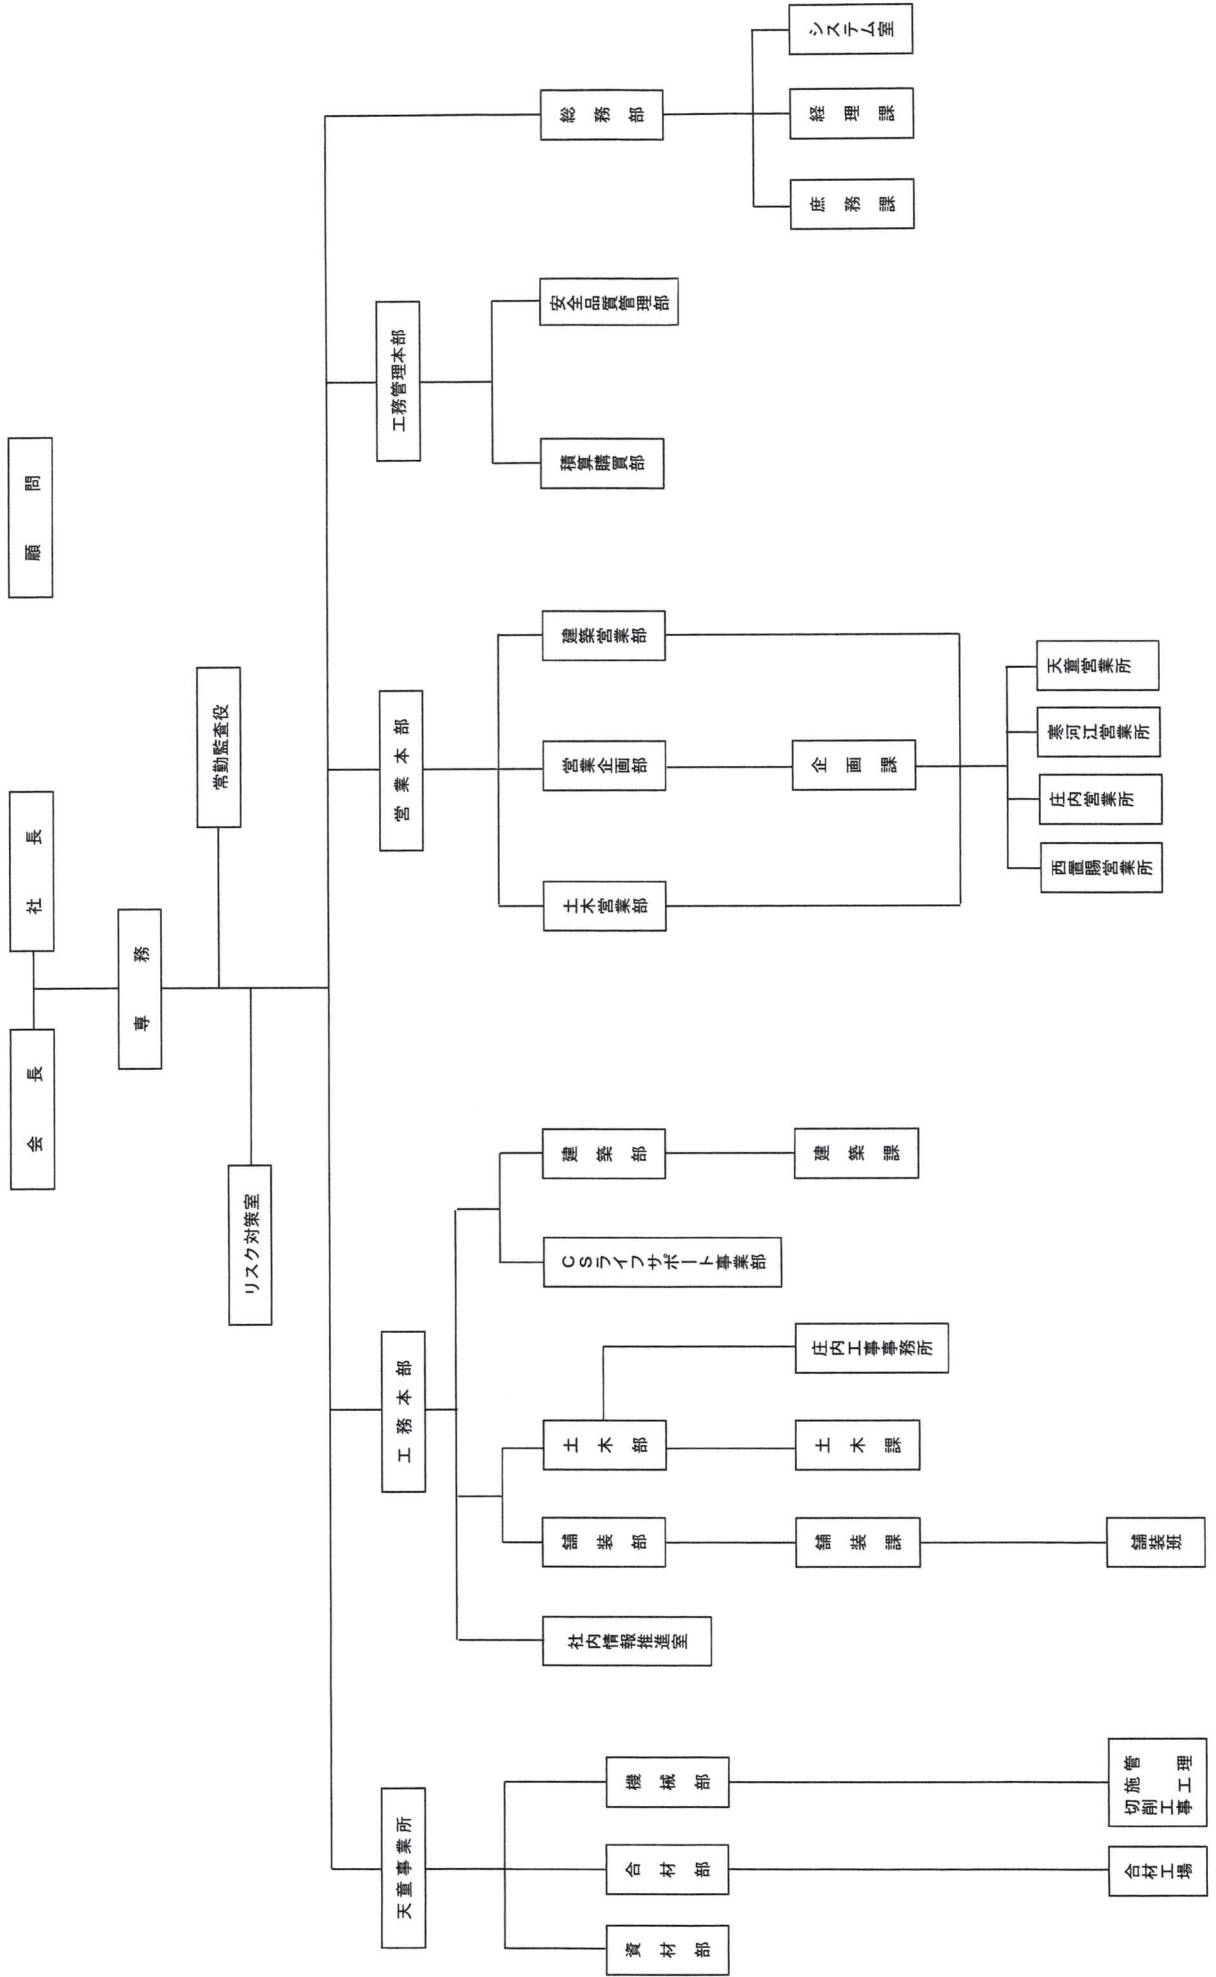 会長
社長
顧問
専務
常勤監査役
リスク対策室
天童事業所
工務本部
営業本部
工務管理本部
総務部
資材部
合材部
機械部
社内情報推進室
舗装部
土木部
CSライフサポート事業部
建築部
土木営業部
営業企画部
建築営業部
積算購買部
安全品質管理部
舗装課
土木課
庄内工事事務所
建築課
企画課
庶務課
経理課
システム室
西置賜営業所
庄内営業所
寒河江営業所
天童営業所
合材工場
切削工事
施工
管理
舗装班